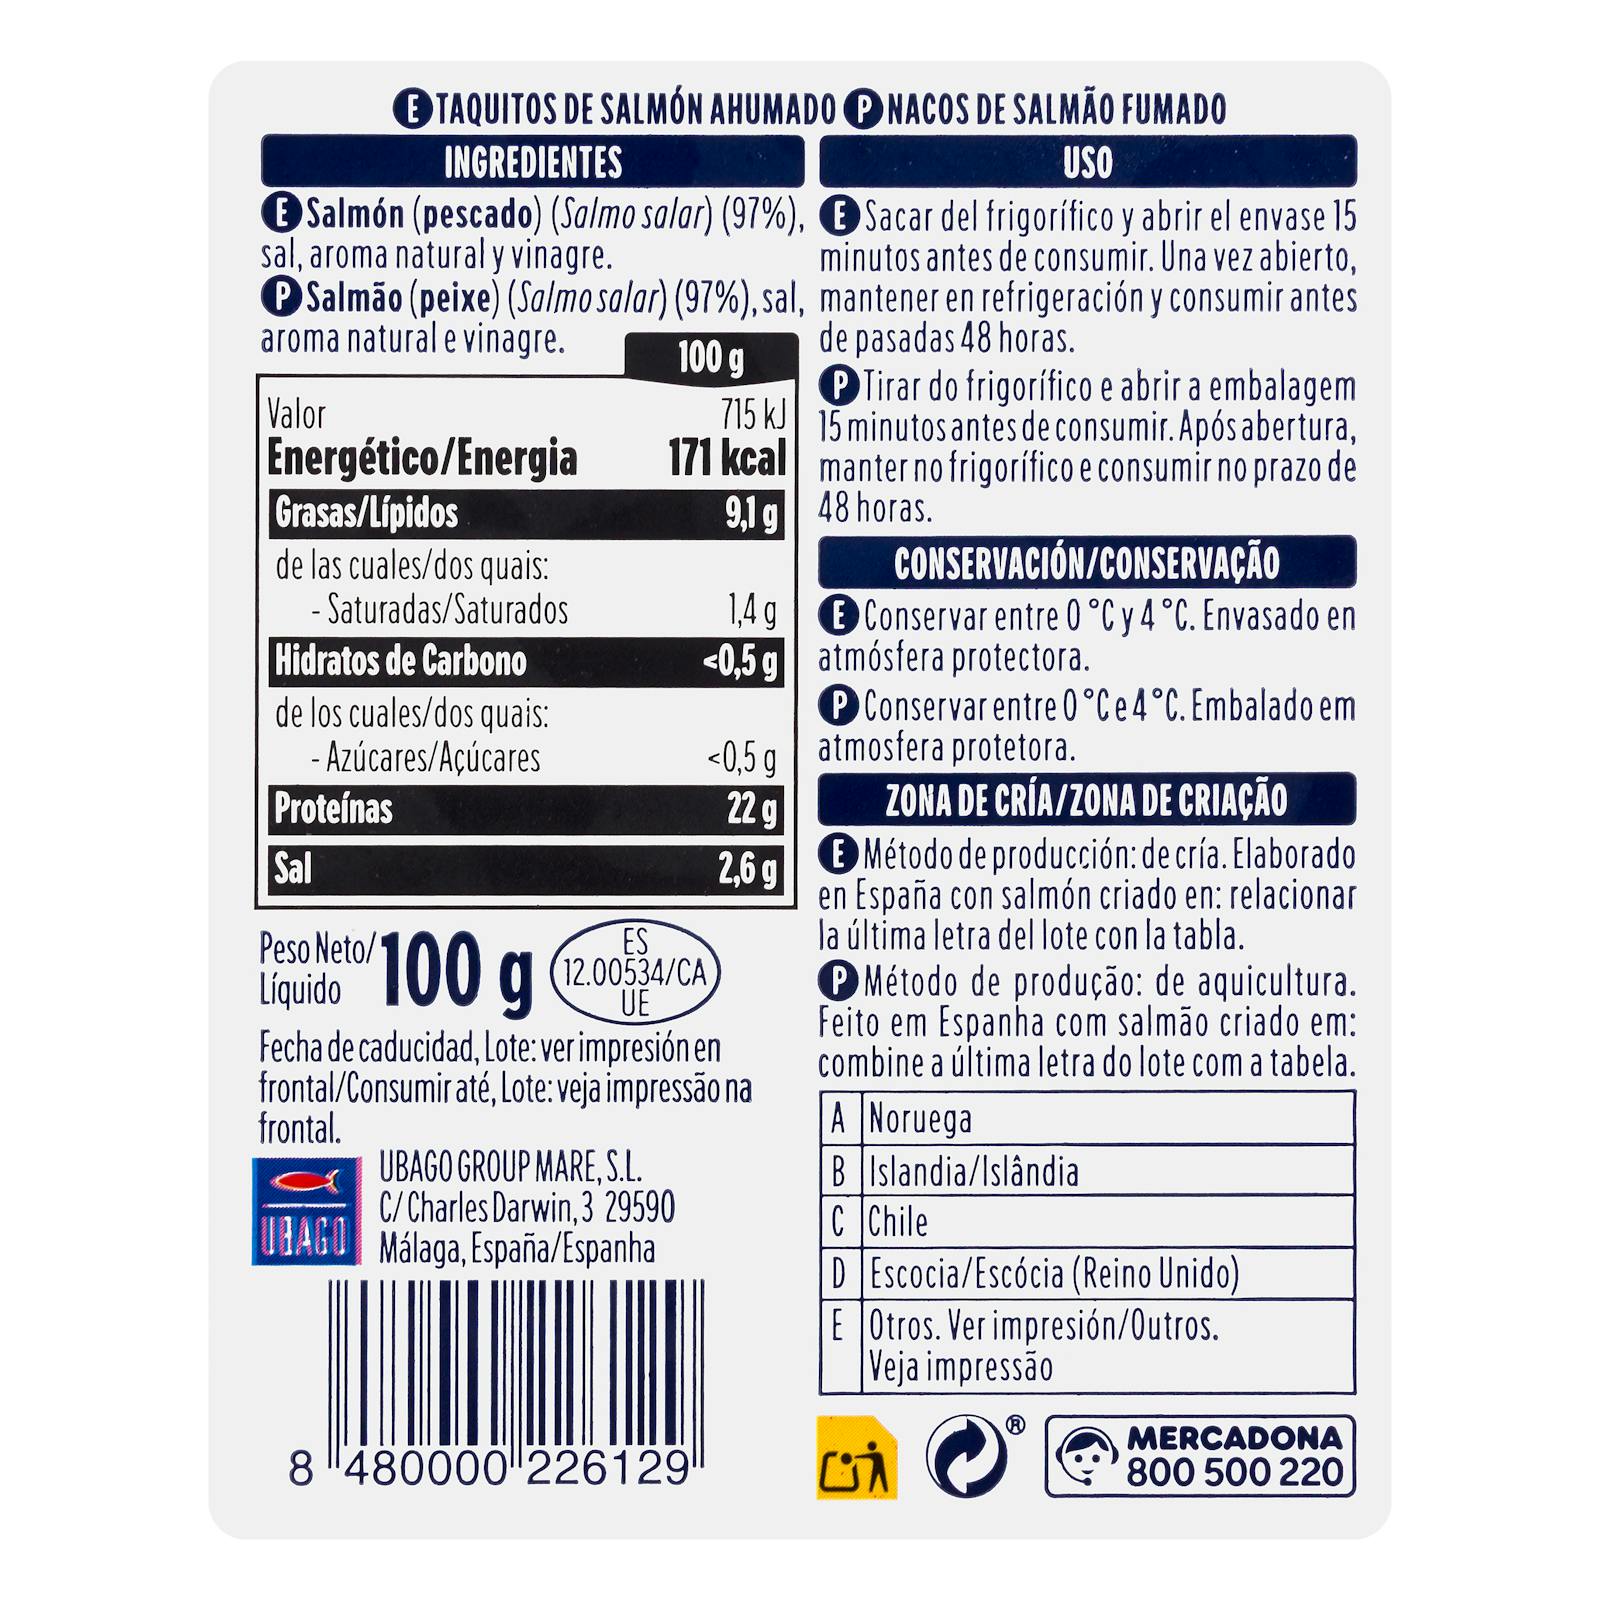 E TAQUITOS DE SALMÓN AHUMADO P NACOS DE SALMÃO FUMADO
INGREDIENTES
E Salmón (pescado) (Salmo salar) (97%),
sal, aroma natural y vinagre.
P Salmão (peixe) (Salmo salar) (97%), sal,
aroma natural e vinagre.
100 g
Valor 715 kJ
Energético/Energia 171 kcal
Grasas/Lípidos 9,1 g
de las cuales/dos quais:
- Saturadas/Saturados 1,4 g
Hidratos de Carbono <0,5 g
de los cuales/dos quais:
- Azúcares/Açúcares <0,5 g
Proteínas 22 g
Sal 2,6 g
Peso Neto/
Líquido 100 g
ES
12.00534/CA
UE
Fecha de caducidad, Lote: ver impresión en
frontal/Consumir até, Lote: veja impressão na
frontal.
UBAGO
UBAGO GROUP MARE, S.L.
C/ Charles Darwin, 3 29590
Málaga, España/Espanha
8 480000 226129
USO
E Sacar del frigorífico y abrir el envase 15
minutos antes de consumir. Una vez abierto,
mantener en refrigeración y consumir antes
de pasadas 48 horas.
P Tirar do frigorífico e abrir a embalagem
15 minutos antes de consumir. Após abertura,
manter no frigorífico e consumir no prazo de
48 horas.
CONSERVACIÓN/CONSERVAÇÃO
E Conservar entre 0 °C y 4 °C. Envasado en
atmósfera protectora.
P Conservar entre 0 °C e 4 °C. Embalado em
atmosfera protetora.
ZONA DE CRÍA/ZONA DE CRIAÇÃO
E Método de producción: de cría. Elaborado
en España con salmón criado en: relacionar
la última letra del lote con la tabla.
P Método de produção: de aquicultura.
Feito em Espanha com salmão criado em:
combine a última letra do lote com a tabela.
A Noruega
B Islandia/Islândia
C Chile
D Escocia/Escócia (Reino Unido)
E Otros. Ver impresión/Outros.
Veja impressão
®
MERCADONA
800 500 220